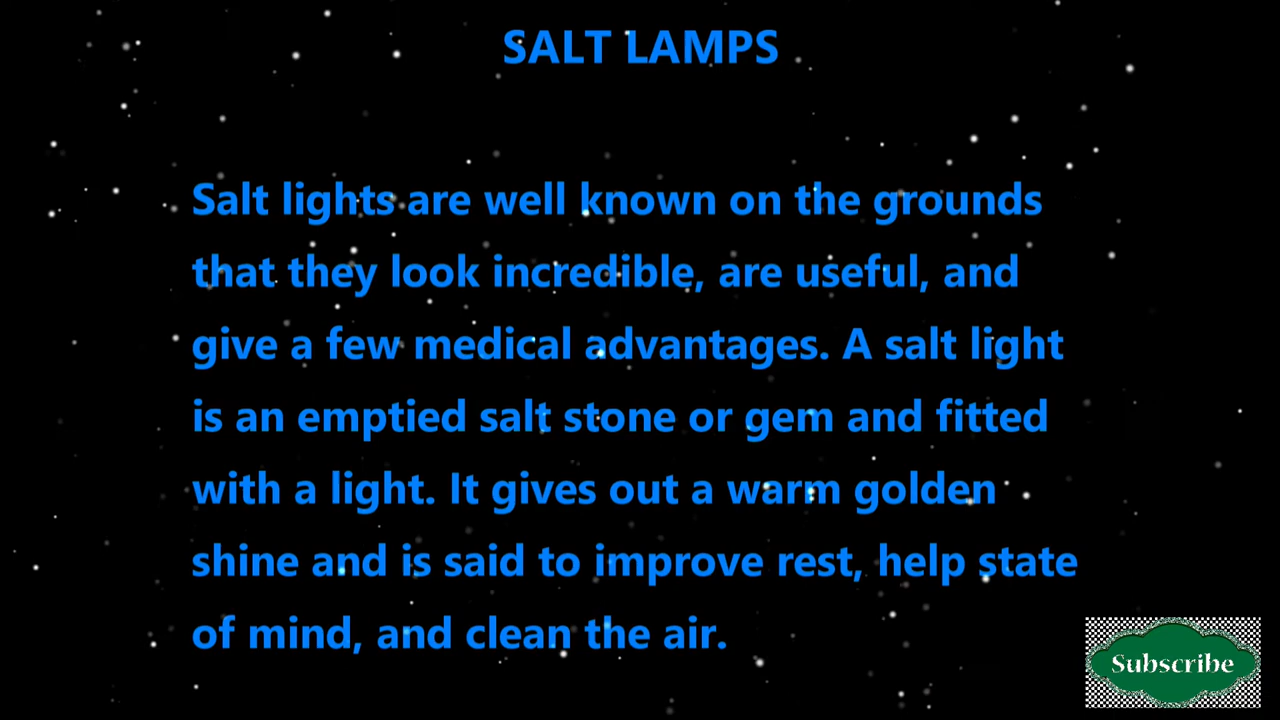 SALT LAMPS
Salt lights are well known on the grounds
that they look incredible, are useful, and
give a few medical advantages. A salt light
is an emptied salt stone or gem and fitted
with a light. It gives out a warm golden
shine and is said to improve rest, help state
of mind, and clean the air.
Subscribe